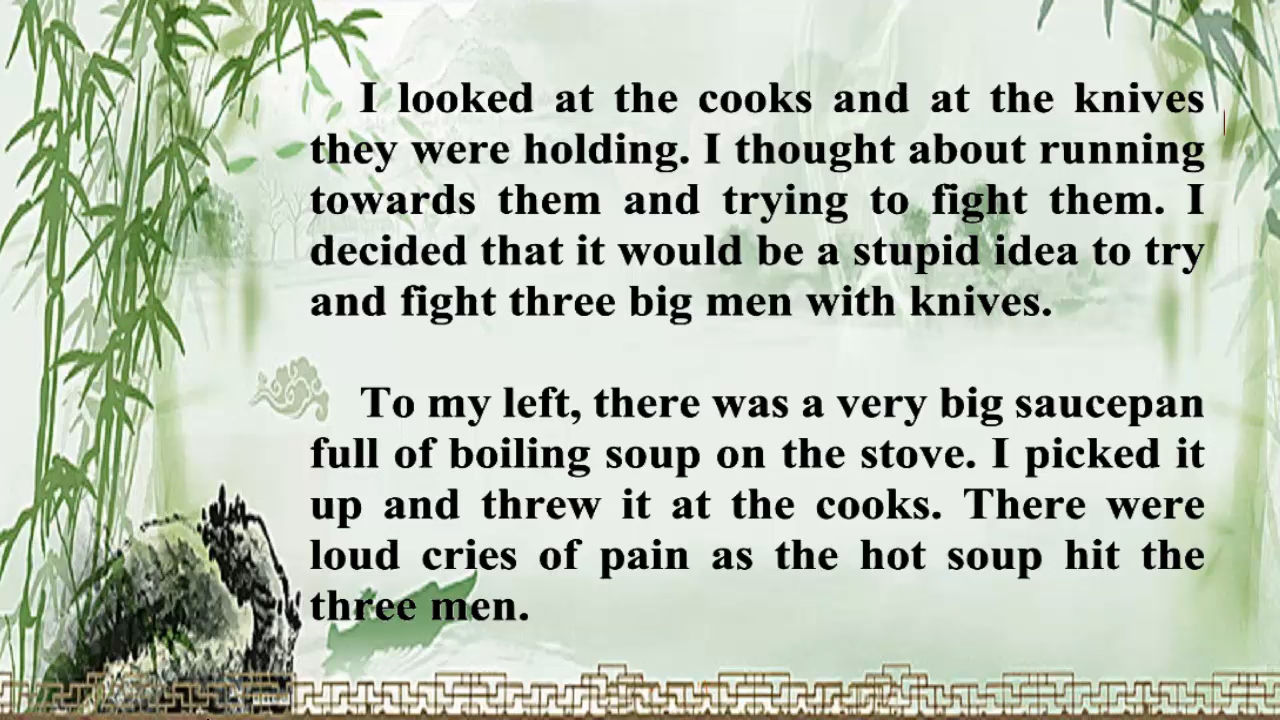 I looked at the cooks and at the knives
they were holding. I thought about running
towards them and trying to fight them. I
decided that it would be a stupid idea to try
and fight three big men with knives.
To my left, there was a very big saucepan
full of boiling soup on the stove. I picked it
up and threw it at the cooks. There were
loud cries of pain as the hot soup hit the
three men.